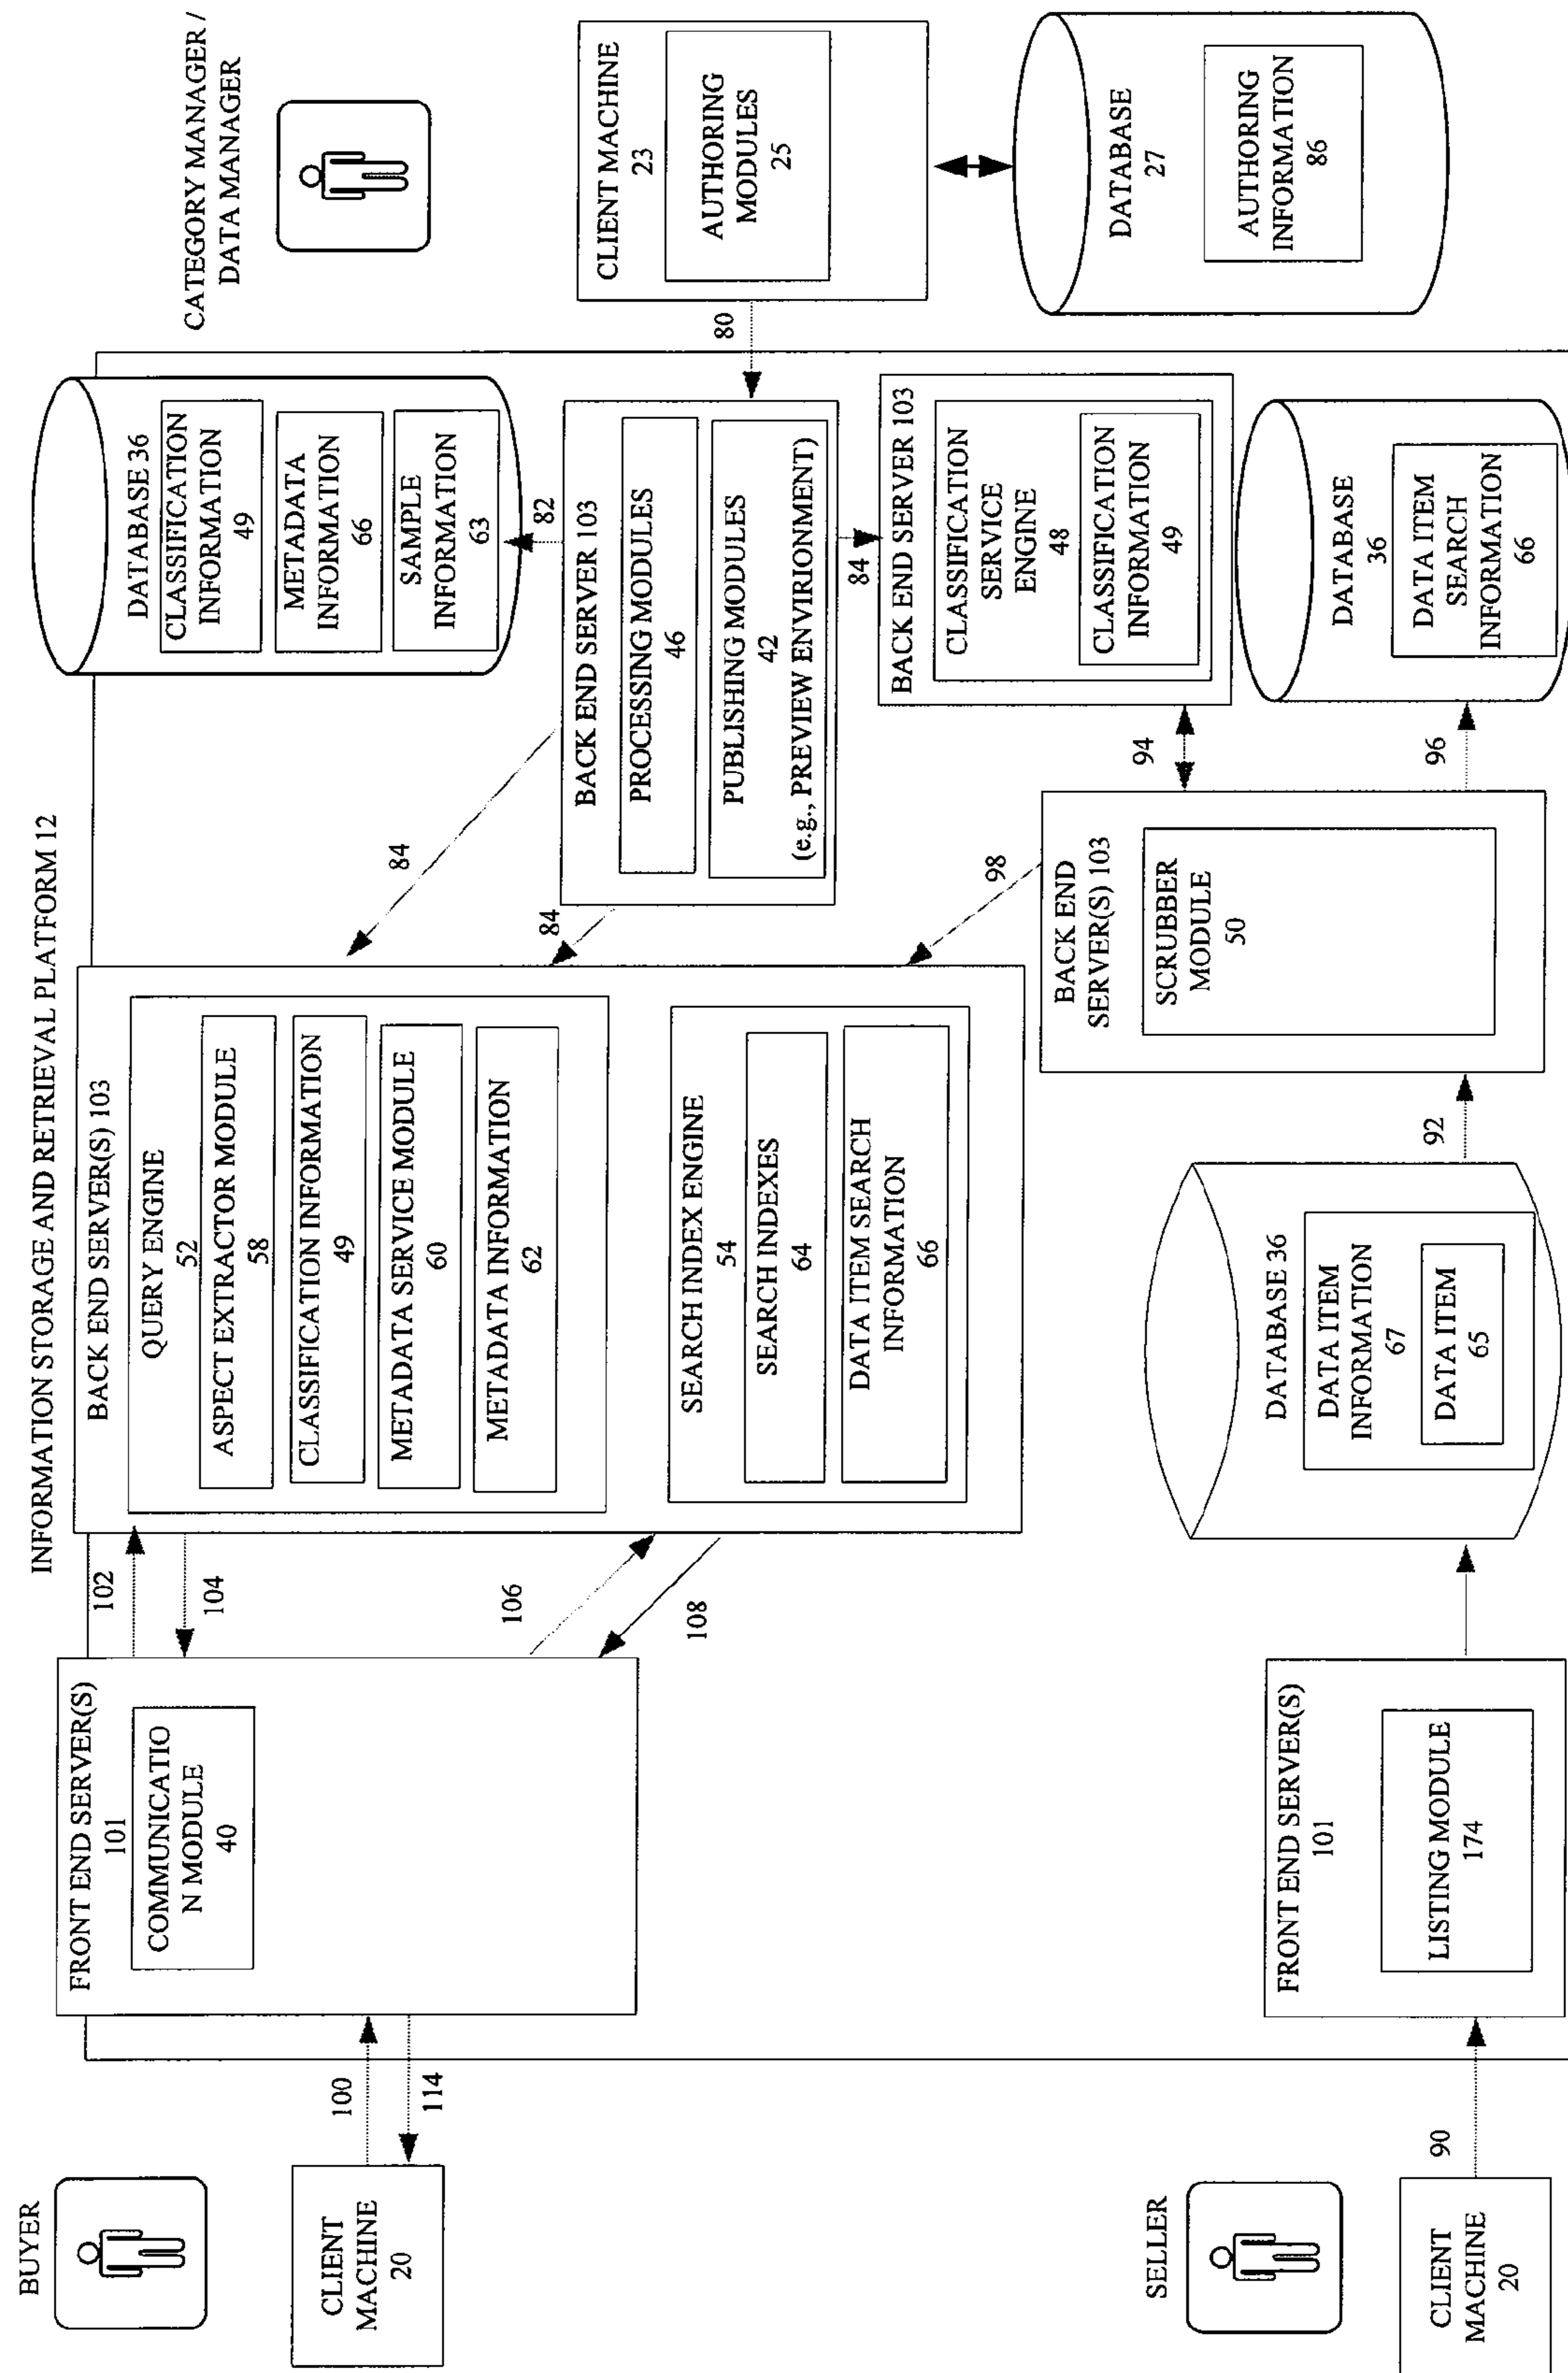 INFORMATION STORAGE AND RETRIEVAL PLATFORM 12
BUYER
CLIENT
MACHINE
20
100
114
FRONT END SERVER(S)
101
COMMUNICATIO
N MODULE
40
102
104
106
108
BACK END SERVER(S) 103
QUERY ENGINE
52
ASPECT EXTRACTOR MODULE
58
CLASSIFICATION INFORMATION
49
METADATA SERVICE MODULE
60
METADATA INFORMATION
62
SEARCH INDEX ENGINE
54
SEARCH INDEXES
64
DATA ITEM SEARCH
INFORMATION
66
84
84
98
DATABASE 36
CLASSIFICATION
INFORMATION
49
METADATA
INFORMATION
66
SAMPLE
INFORMATION
63
82
BACK END SERVER 103
PROCESSING MODULES
46
PUBLISHING MODULES
42
(e.g., PREVIEW ENVIRIONMENT)
84
BACK END SERVER 103
CLASSIFICATION
SERVICE
ENGINE
48
CLASSIFICATION
INFORMATION
49
CATEGORY MANAGER /
DATA MANAGER
CLIENT MACHINE
23
AUTHORING
MODULES
25
80
DATABASE
27
AUTHORING
INFORMATION
86
SELLER
CLIENT
MACHINE
20
90
FRONT END SERVER(S)
101
LISTING MODULE
174
DATABASE 36
DATA ITEM
INFORMATION
67
DATA ITEM
65
92
BACK END
SERVER(S) 103
SCRUBBER
MODULE
50
94
96
DATABASE
36
DATA ITEM
SEARCH
INFORMATION
66